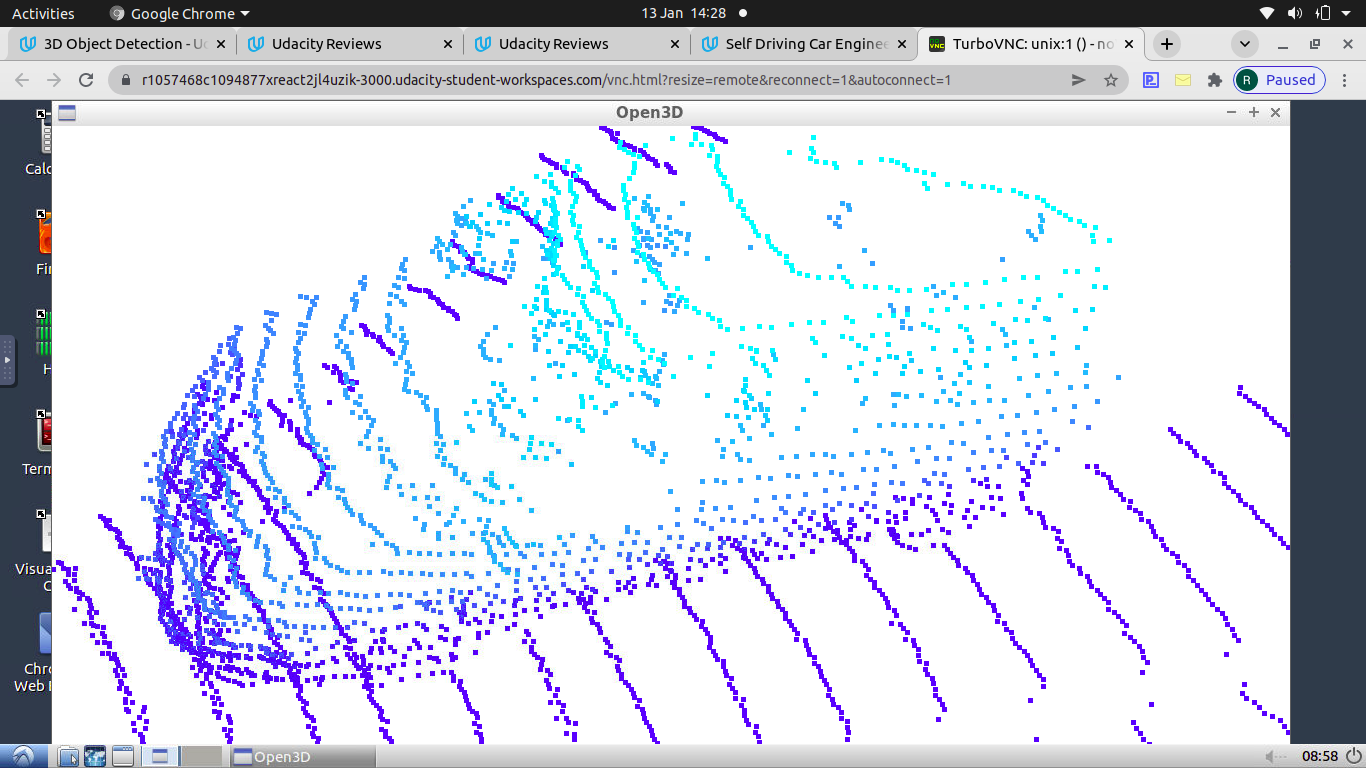 Activities Google Chrome 13 Jan 14:28
3D Object Detection - U Udacity Reviews Udacity Reviews Self Driving Car Enginee TurboVNC: unix:1 () - no
r1057468c1094877xreact2jl4uzik-3000.udacity-student-workspaces.com/vnc.html?resize=remote&reconnect=1&autoconnect=1 R Paused
Open3D
Calc
Fir
H
Term
Visua
C
Chro
Web B
Open3D 08:58